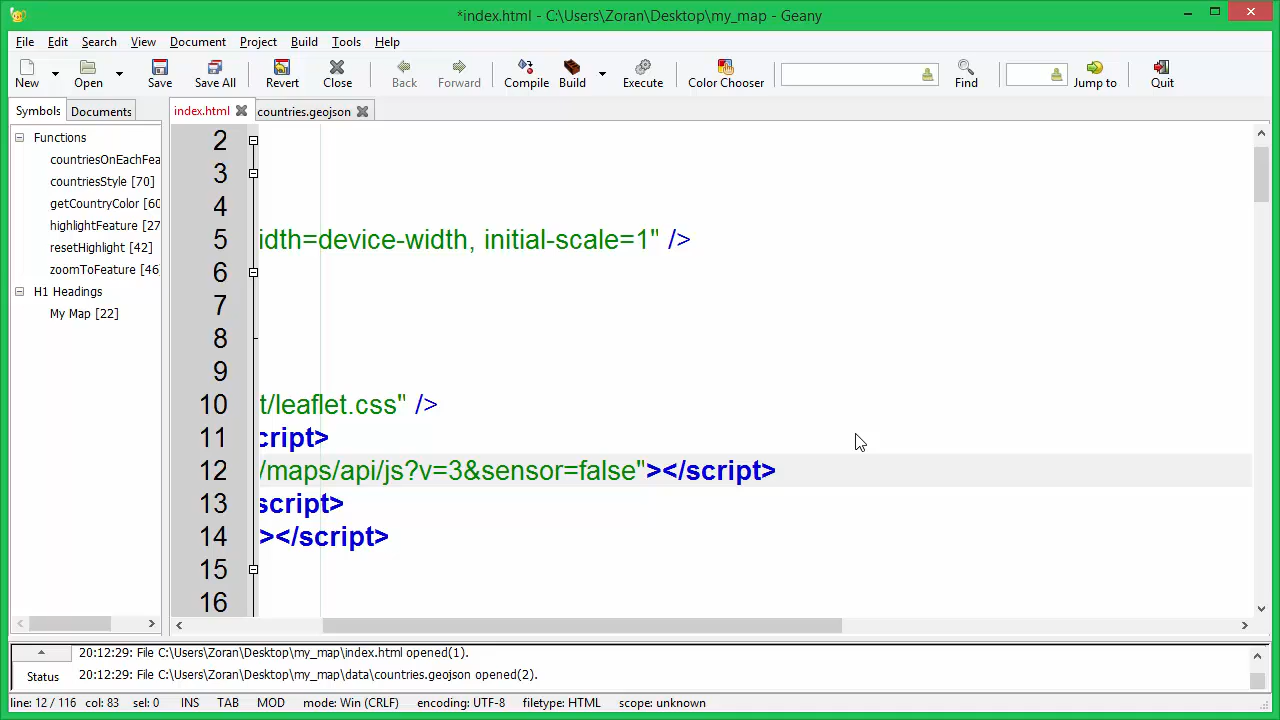 *index.html - C:\Users\Zoran\Desktop\my_map - Geany
File Edit Search View Document Project Build Tools Help
New Open Save Save All Revert Close Back Forward Compile Build Execute Color Chooser Find Jump to Quit
Symbols Documents index.html countries.geojson
Functions
countriesOnEachFea
countriesStyle [70]
getCountryColor [60
highlightFeature [27
resetHighlight [42]
zoomToFeature [46]
H1 Headings
My Map [22]
2
3
4
5 idth=device-width, initial-scale=1" />
6
7
8
9
10 t/leaflet.css" />
11 cript>
12 /maps/api/js?v=3&sensor=false"></script>
13 script>
14 ></script>
15
16
Status
20:12:29: File C:\Users\Zoran\Desktop\my_map\index.html opened(1).
20:12:29: File C:\Users\Zoran\Desktop\my_map\data\countries.geojson opened(2).
line: 12 / 116 col: 83 sel: 0 INS TAB MOD mode: Win (CRLF) encoding: UTF-8 filetype: HTML scope: unknown